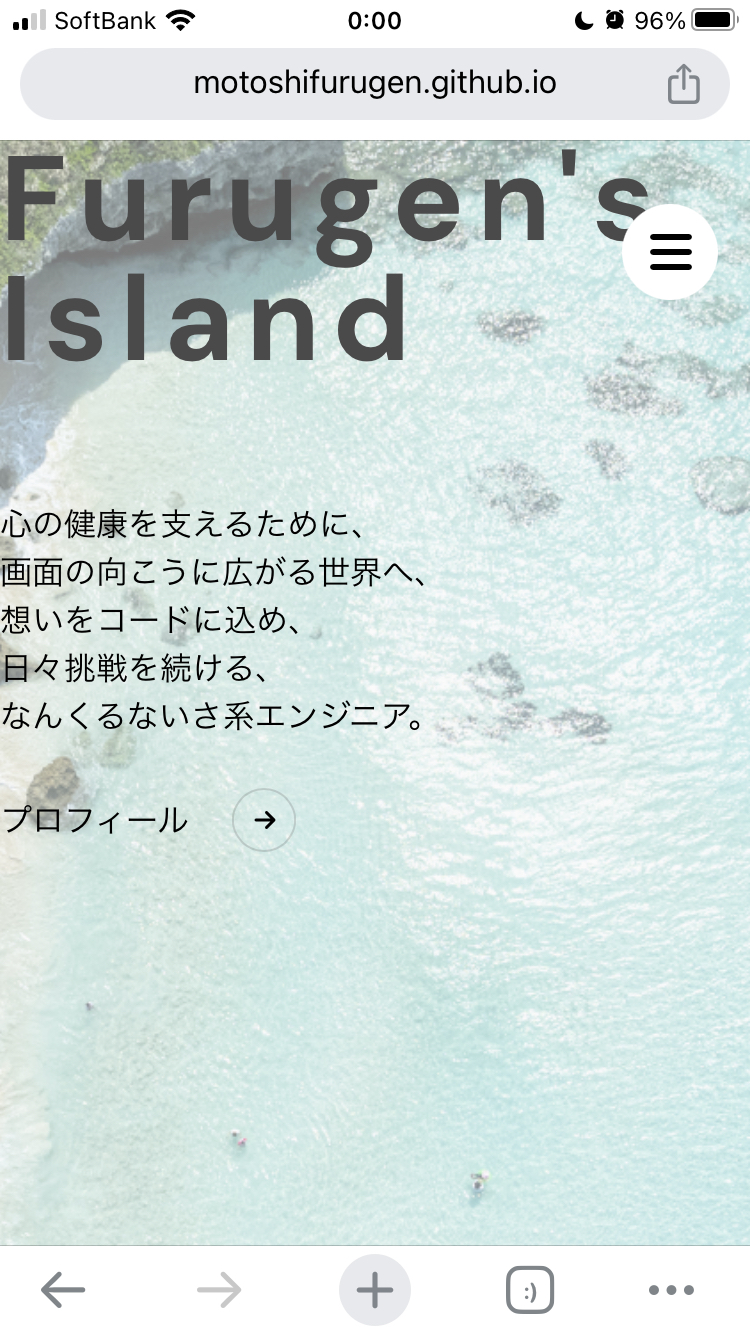 SoftBank 0:00 96%
motoshifurugen.github.io
Furugen's
Island
心の健康を支えるために、
画面の向こうに広がる世界へ、
想いをコードに込め、
日々挑戦を続ける、
なんくるないさ系エンジニア。
プロフィール
:)